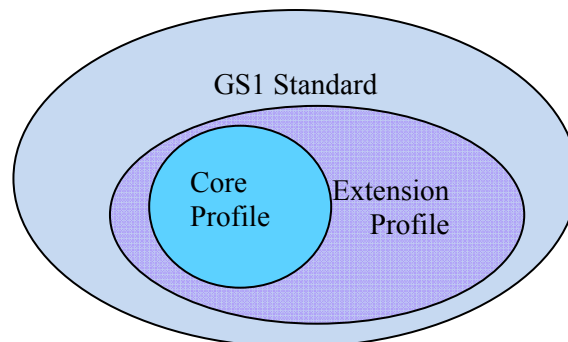 GS1 Standard
Core
Profile
Extension
Profile